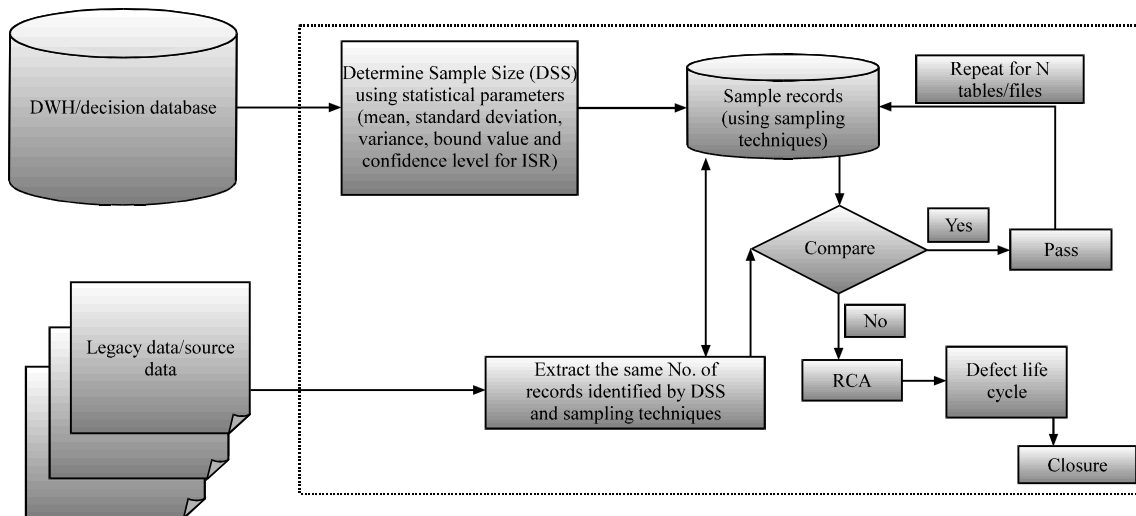 DWH/decision database
Determine Sample Size (DSS)
using statistical parameters
(mean, standard deviation,
variance, bound value and
confidence level for ISR)
Sample records
(using sampling
techniques)
Repeat for N
tables/files
Compare
Yes
Pass
No
Legacy data/source
data
Extract the same No. of
records identified by DSS
and sampling techniques
RCA
Defect life
cycle
Closure